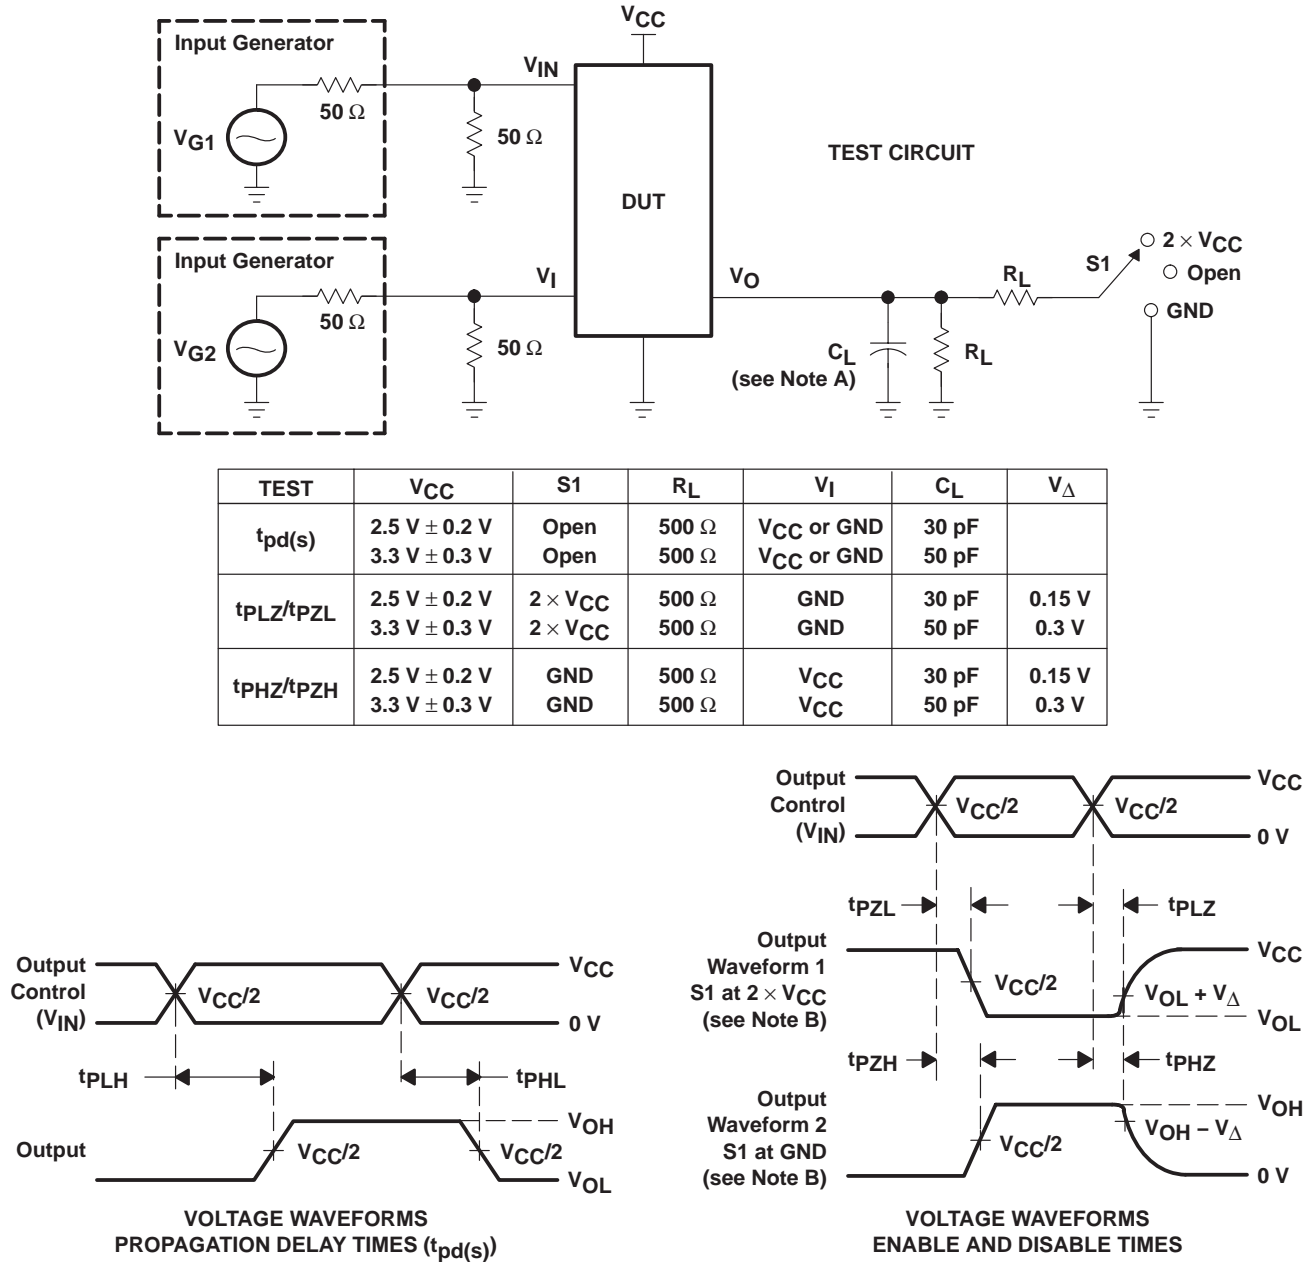 VCC
Input Generator
VIN
50 Ω
VG1
50 Ω
TEST CIRCUIT
DUT
Input Generator
VI
VO
50 Ω
VG2
50 Ω
CL
(see Note A)
RL
RL
S1
2 × VCC
Open
GND
TEST VCC S1 RL VI CL VΔ
tpd(s) 2.5 V ± 0.2 V Open 500 Ω VCC or GND 30 pF
3.3 V ± 0.3 V Open 500 Ω VCC or GND 50 pF
tPLZ/tPZL 2.5 V ± 0.2 V 2 × VCC 500 Ω GND 30 pF 0.15 V
3.3 V ± 0.3 V 2 × VCC 500 Ω GND 50 pF 0.3 V
tPHZ/tPZH 2.5 V ± 0.2 V GND 500 Ω VCC 30 pF 0.15 V
3.3 V ± 0.3 V GND 500 Ω VCC 50 pF 0.3 V
Output
Control
(VIN)
VCC/2
VCC/2
VCC
0 V
tPLH
tPHL
Output
VCC/2
VCC/2
VOH
VOL
VOLTAGE WAVEFORMS
PROPAGATION DELAY TIMES (tpd(s))
Output
Control
(VIN)
VCC/2
VCC/2
VCC
0 V
tPZL
tPLZ
Output
Waveform 1
S1 at 2 × VCC
(see Note B)
VCC/2
VCC
VOL + VΔ
VOL
tPZH
tPHZ
Output
Waveform 2
S1 at GND
(see Note B)
VCC/2
VOH
VOH − VΔ
0 V
VOLTAGE WAVEFORMS
ENABLE AND DISABLE TIMES